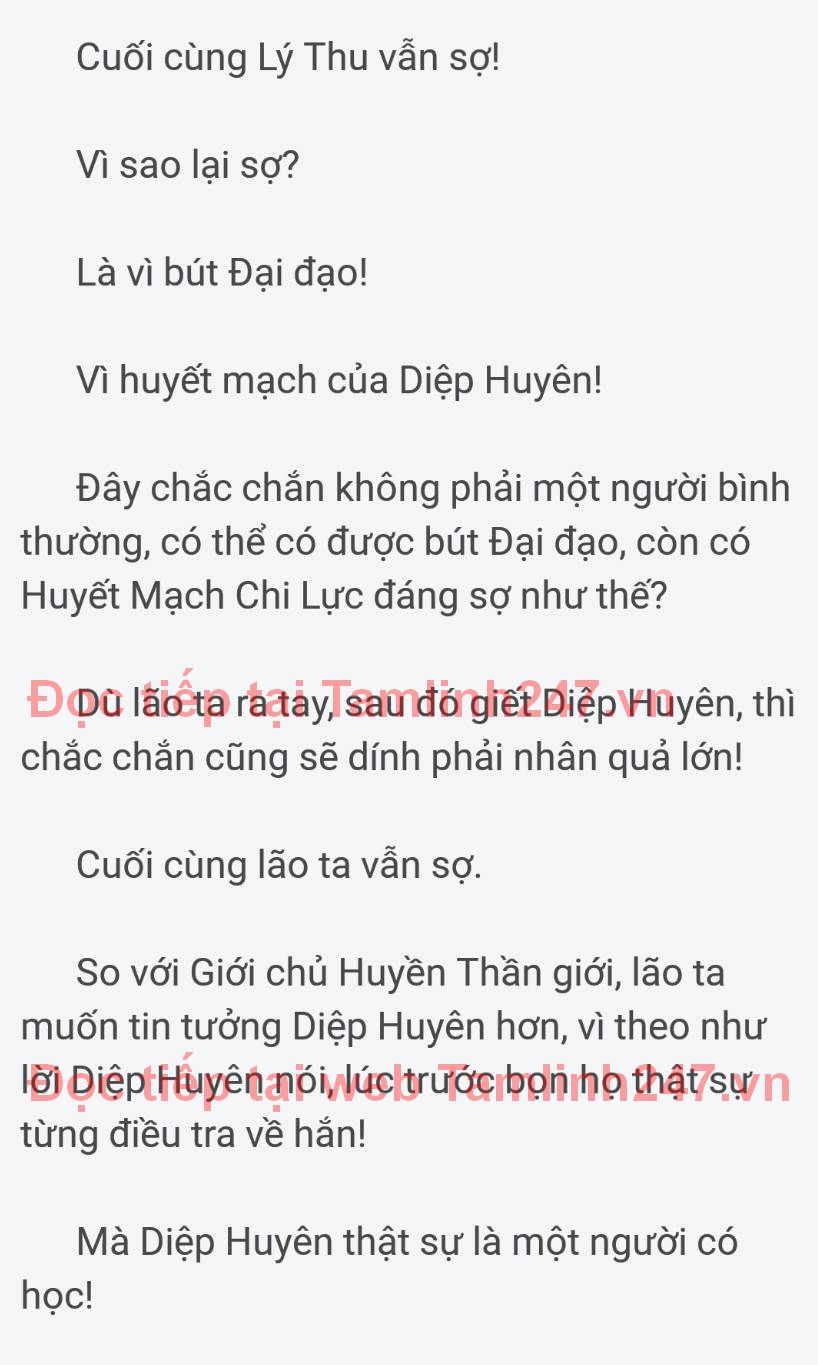 Cuối cùng Lý Thu vẫn sợ!
Vì sao lại sợ?
Là vì bút Đại đạo!
Vì huyết mạch của Diệp Huyên!
Đây chắc chắn không phải một người bình
thường, có thể có được bút Đại đạo, còn có
Huyết Mạch Chi Lực đáng sợ như thế?
Dù lão ta ra tay, sau đó giết Diệp Huyên, thì
Đọc tiếp tại Tamlinh247.vn
chắc chắn cũng sẽ dính phải nhân quả lớn!
Cuối cùng lão ta vẫn sợ.
So với Giới chủ Huyền Thần giới, lão ta
muốn tin tưởng Diệp Huyên hơn, vì theo như
lời Diệp Huyên nói, lúc trước bọn họ thật sự
Đọc tiếp tại web Tamlinh247.vn
từng điều tra về hắn!
Mà Diệp Huyên thật sự là một người có
học!